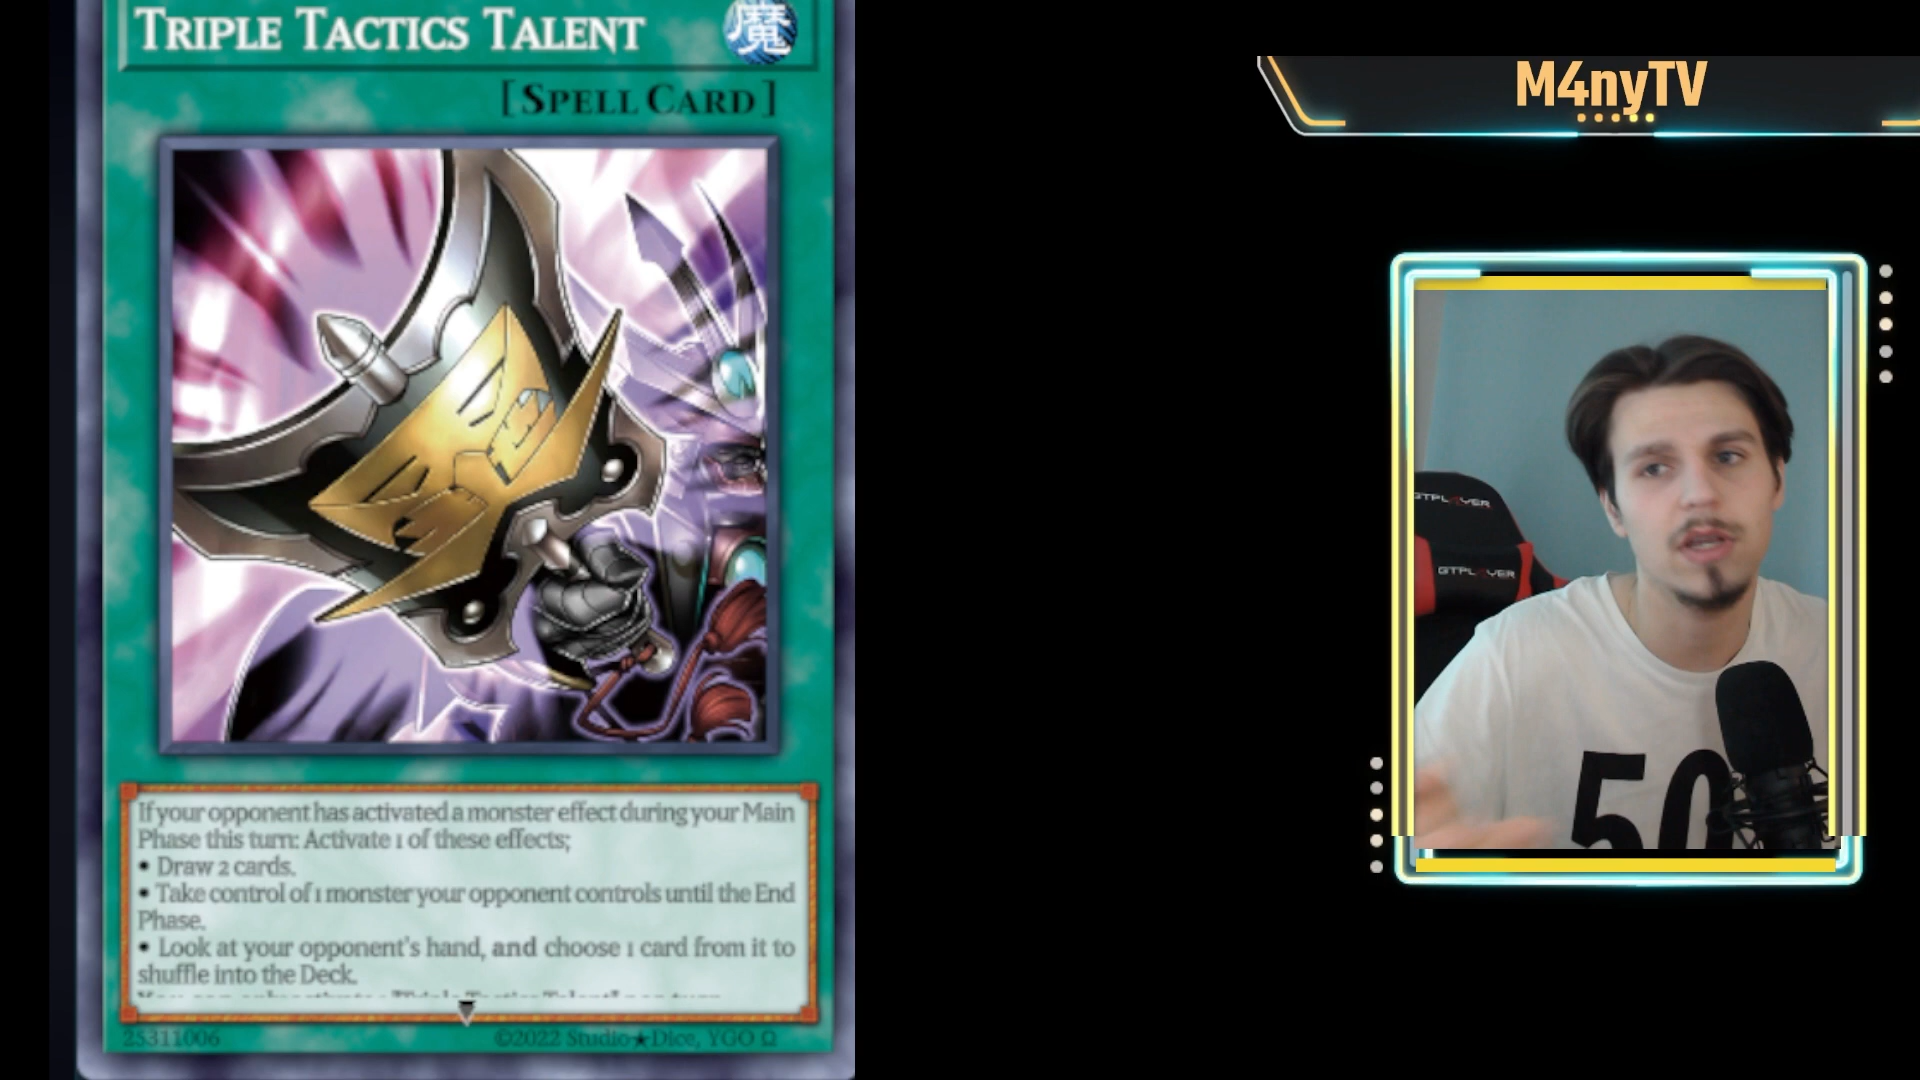 TRIPLE TACTICS TALENT
魔
[SPELL CARD]
If your opponent has activated a monster effect during your Main
Phase this turn: Activate 1 of these effects;
• Draw 2 cards.
• Take control of 1 monster your opponent controls until the End
Phase.
• Look at your opponent's hand, and choose 1 card from it to
shuffle into the Deck.
25311006
©2022 Studio★Dice, YGO Ω
M4nyTV
GTPLAYER
GTPLAYER
50